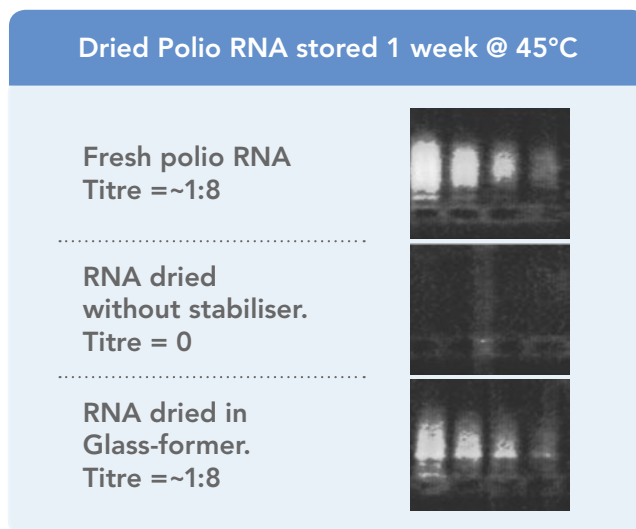 Dried Polio RNA stored 1 week @ 45°C
Fresh polio RNA
Titre =~1:8
RNA dried
without stabiliser.
Titre = 0
RNA dried in
Glass-former.
Titre =~1:8